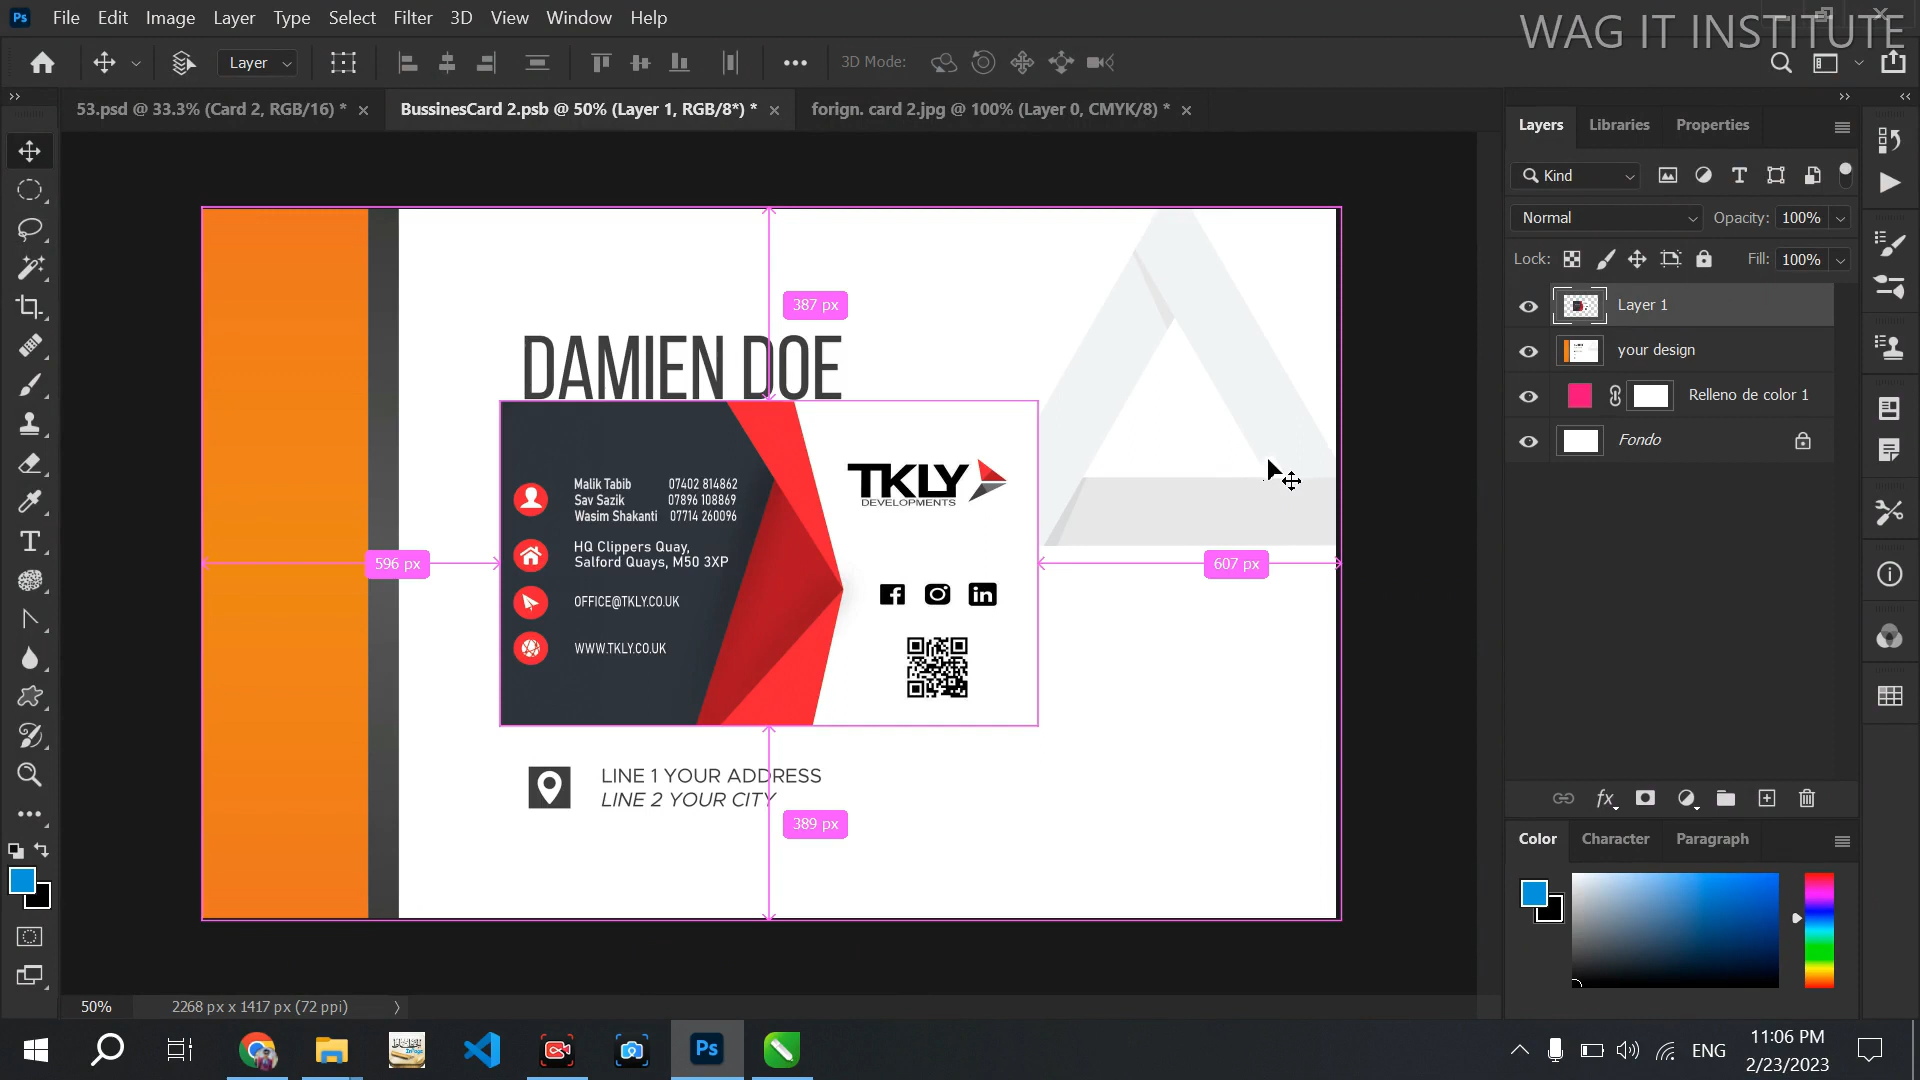 File Edit Image Layer Type Select Filter 3D View Window Help
WAG IT INSTITUTE
Layer
3D Mode:
53.psd @ 33.3% (Card 2, RGB/16) *
BussinesCard 2.psb @ 50% (Layer 1, RGB/8*) *
forign. card 2.jpg @ 100% (Layer 0, CMYK/8) *
Layers Libraries Properties
Kind
Normal Opacity: 100%
Lock: Fill: 100%
Layer 1
your design
Relleno de color 1
Fondo
387 px
DAMIEN DOE
Malik Tabib 07402 814862
Sav Sazik 07896 108869
Wasim Shakanti 07714 260096
HQ Clippers Quay,
Salford Quays, M50 3XP
OFFICE@TKLY.CO.UK
WWW.TKLY.CO.UK
TKLY
DEVELOPMENTS
596 px
607 px
LINE 1 YOUR ADDRESS
LINE 2 YOUR CITY
389 px
Color Character Paragraph
50% 2268 px x 1417 px (72 ppi)
Ps
ENG
11:06 PM
2/23/2023